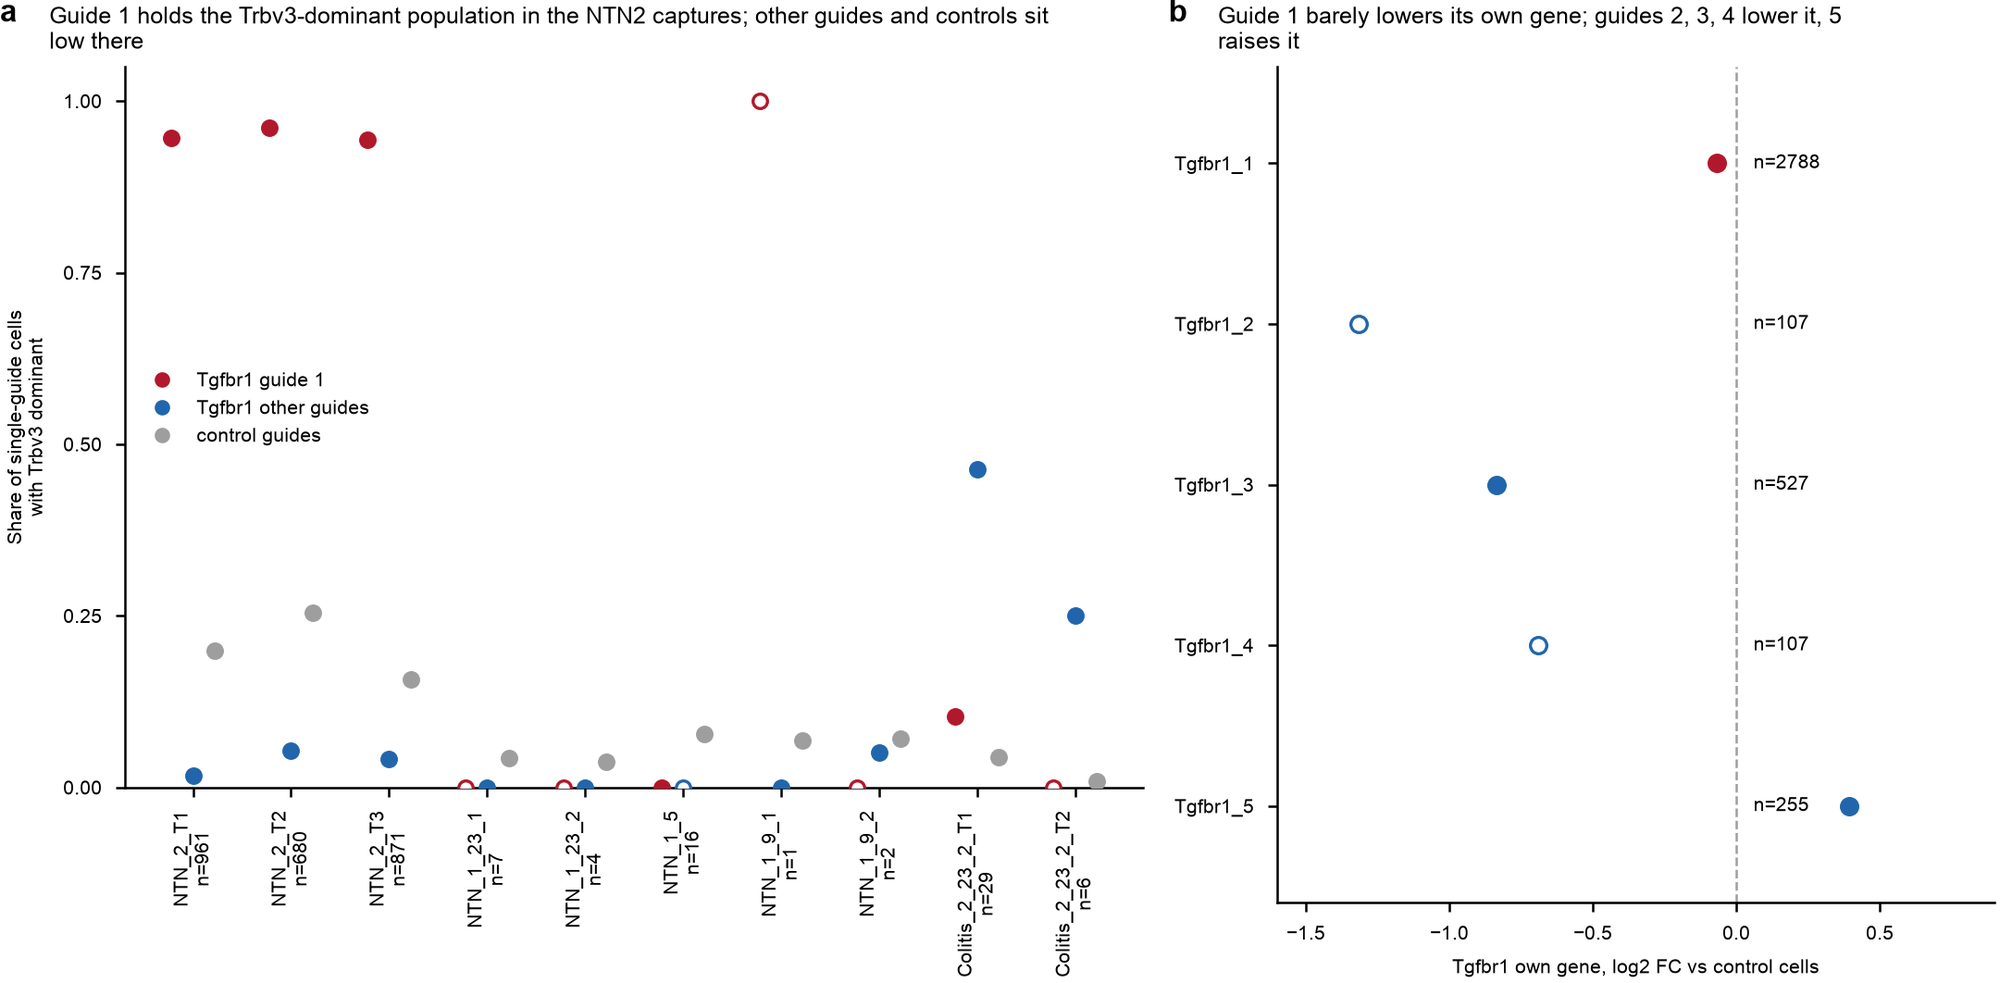 a
Guide 1 holds the Trbv3-dominant population in the NTN2 captures; other guides and controls sit
low there
1.00
0.75
0.50
0.25
0.00
Share of single-guide cells
with Trbv3 dominant
Tgfbr1 guide 1
Tgfbr1 other guides
control guides
NTN_2_T1
n=961
NTN_2_T2
n=680
NTN_2_T3
n=871
NTN_1_23_1
n=7
NTN_1_23_2
n=4
NTN_1_5
n=16
NTN_1_9_1
n=1
NTN_1_9_2
n=2
Colitis_2_23_2_T1
n=29
Colitis_2_23_2_T2
n=6
b
Guide 1 barely lowers its own gene; guides 2, 3, 4 lower it, 5
raises it
Tgfbr1_1
n=2788
Tgfbr1_2
n=107
Tgfbr1_3
n=527
Tgfbr1_4
n=107
Tgfbr1_5
n=255
−1.5
−1.0
−0.5
0.0
0.5
Tgfbr1 own gene, log2 FC vs control cells